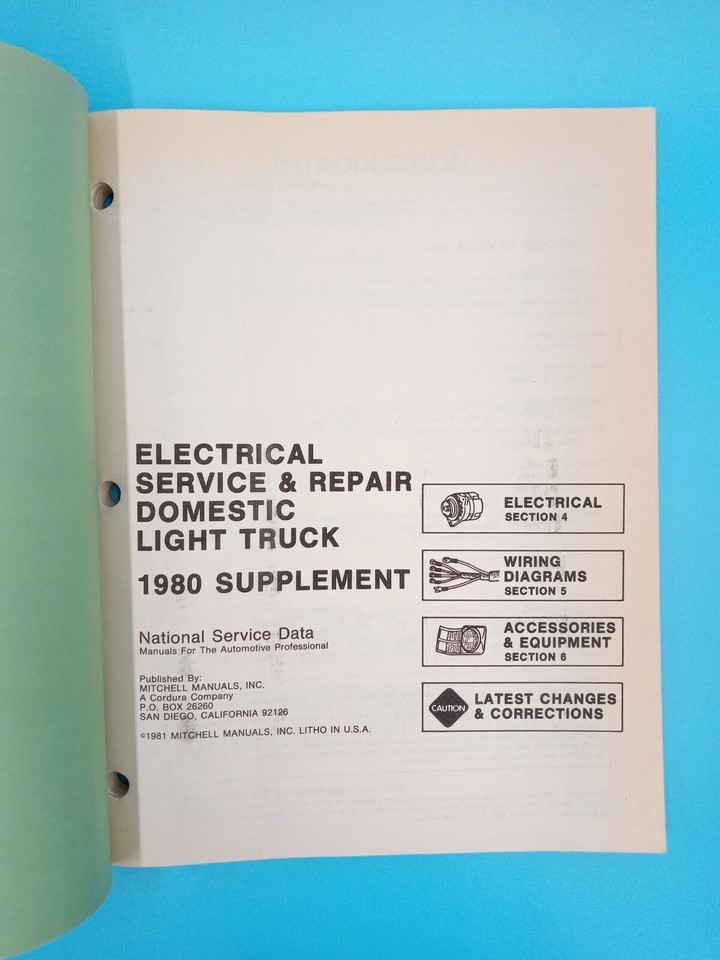 ELECTRICAL
SERVICE & REPAIR
DOMESTIC
LIGHT TRUCK
1980 SUPPLEMENT
National Service Data
Manuals For The Automotive Professional
Published By:
MITCHELL MANUALS, INC.
A Cordura Company
P.O. BOX 26260
SAN DIEGO, CALIFORNIA 92126
©1981 MITCHELL MANUALS, INC. LITHO IN U.S.A.
ELECTRICAL
SECTION 4
WIRING
DIAGRAMS
SECTION 5
ACCESSORIES
& EQUIPMENT
SECTION 6
CAUTION
LATEST CHANGES
& CORRECTIONS